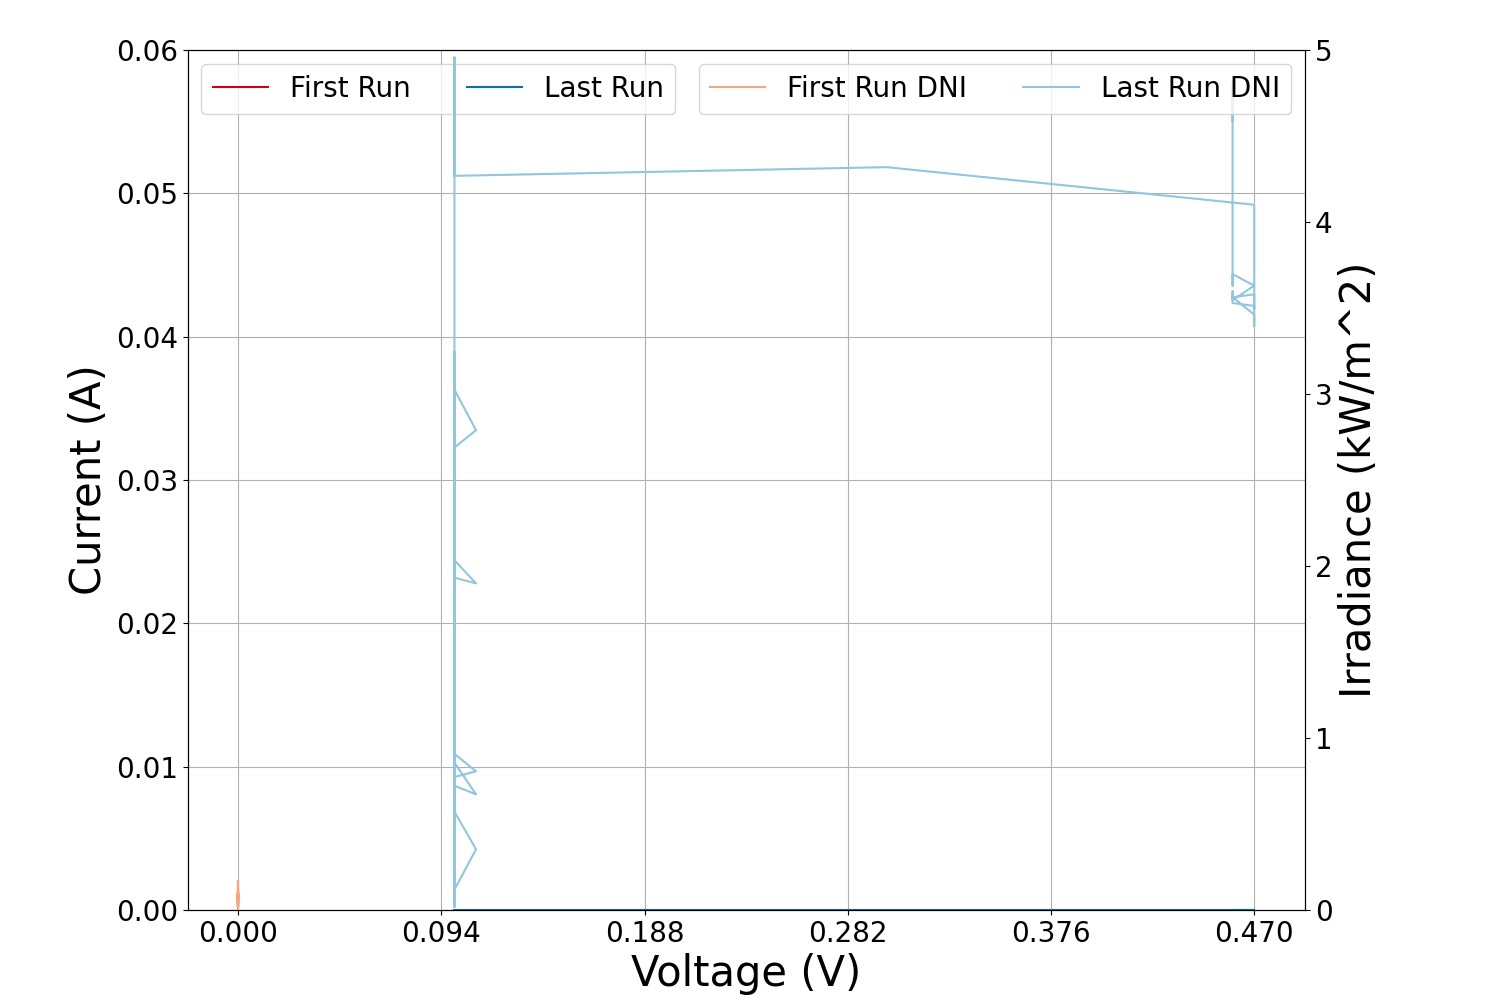 First Run
Last Run
First Run DNI
Last Run DNI
0.06
0.05
0.04
0.03
0.02
0.01
0.00
Current (A)
5
4
3
2
1
0
Irradiance (kW/m^2)
0.000
0.094
0.188
0.282
0.376
0.470
Voltage (V)